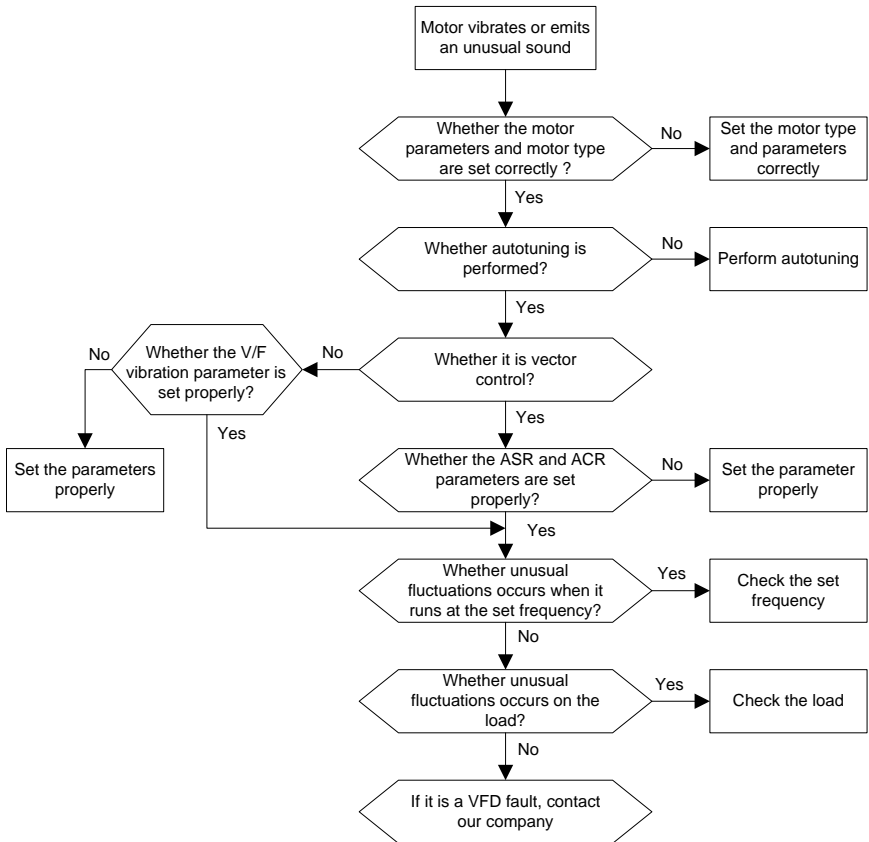 Motor vibrates or emits
an unusual sound
Whether the motor
parameters and motor type
are set correctly ?
No
Set the motor type
and parameters
correctly
Yes
Whether autotuning is
performed?
No
Perform autotuning
Yes
Whether it is vector
control?
No
Whether the V/F
vibration parameter is
set properly?
No
Set the parameters
properly
Yes
Yes
Whether the ASR and ACR
parameters are set
properly?
No
Set the parameter
properly
Yes
Whether unusual
fluctuations occurs when it
runs at the set frequency?
Yes
Check the set
frequency
No
Whether unusual
fluctuations occurs on the
load?
Yes
Check the load
No
If it is a VFD fault, contact
our company